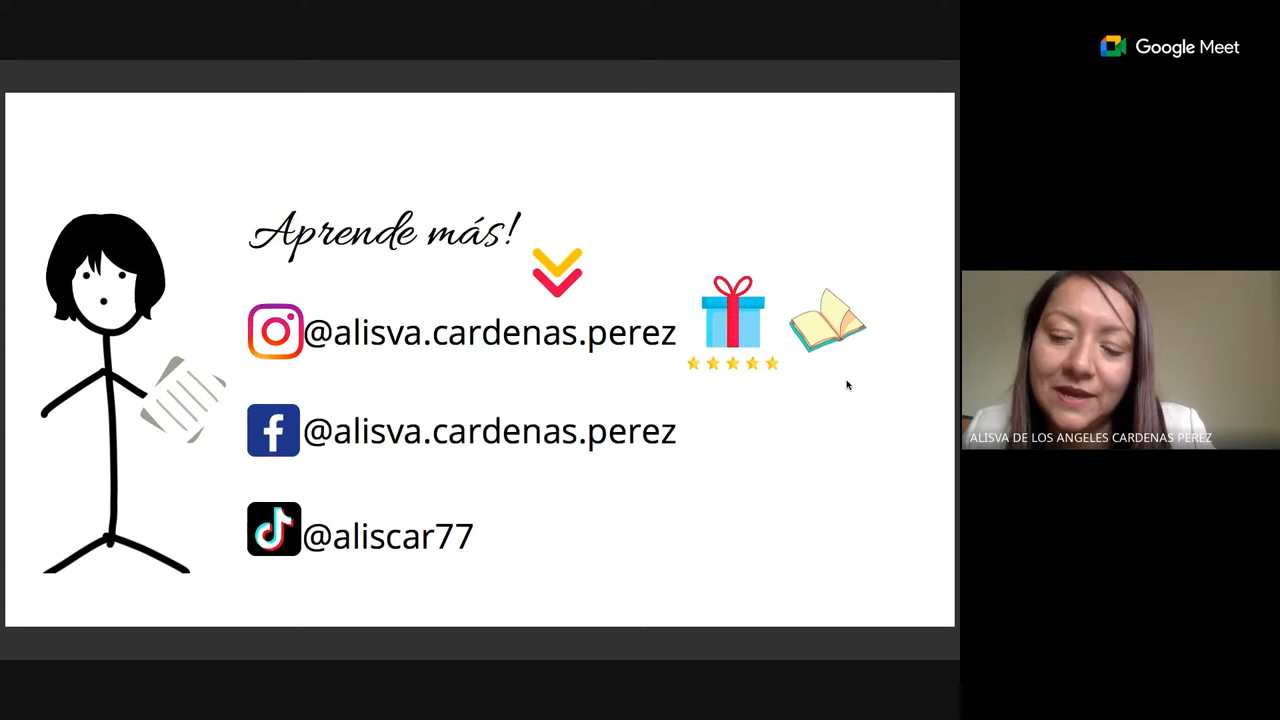 Google Meet
Aprende más!
@alisva.cardenas.perez
@alisva.cardenas.perez
@aliscar77
ALISVA DE LOS ANGELES CARDENAS PEREZ